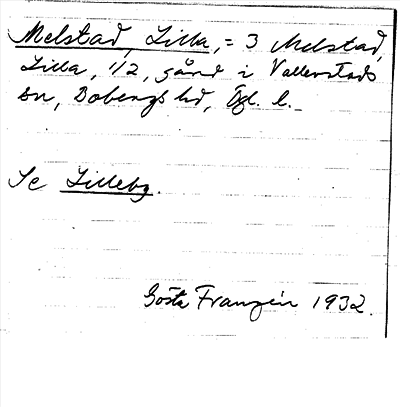 Melstad, Lilla, = 3 Melstad,
Lilla, 1/2, gård i Vallerstads
sn, Bobergs hd, Ögl. l.
Se Lilleby.
Gösta Franzén 1932.